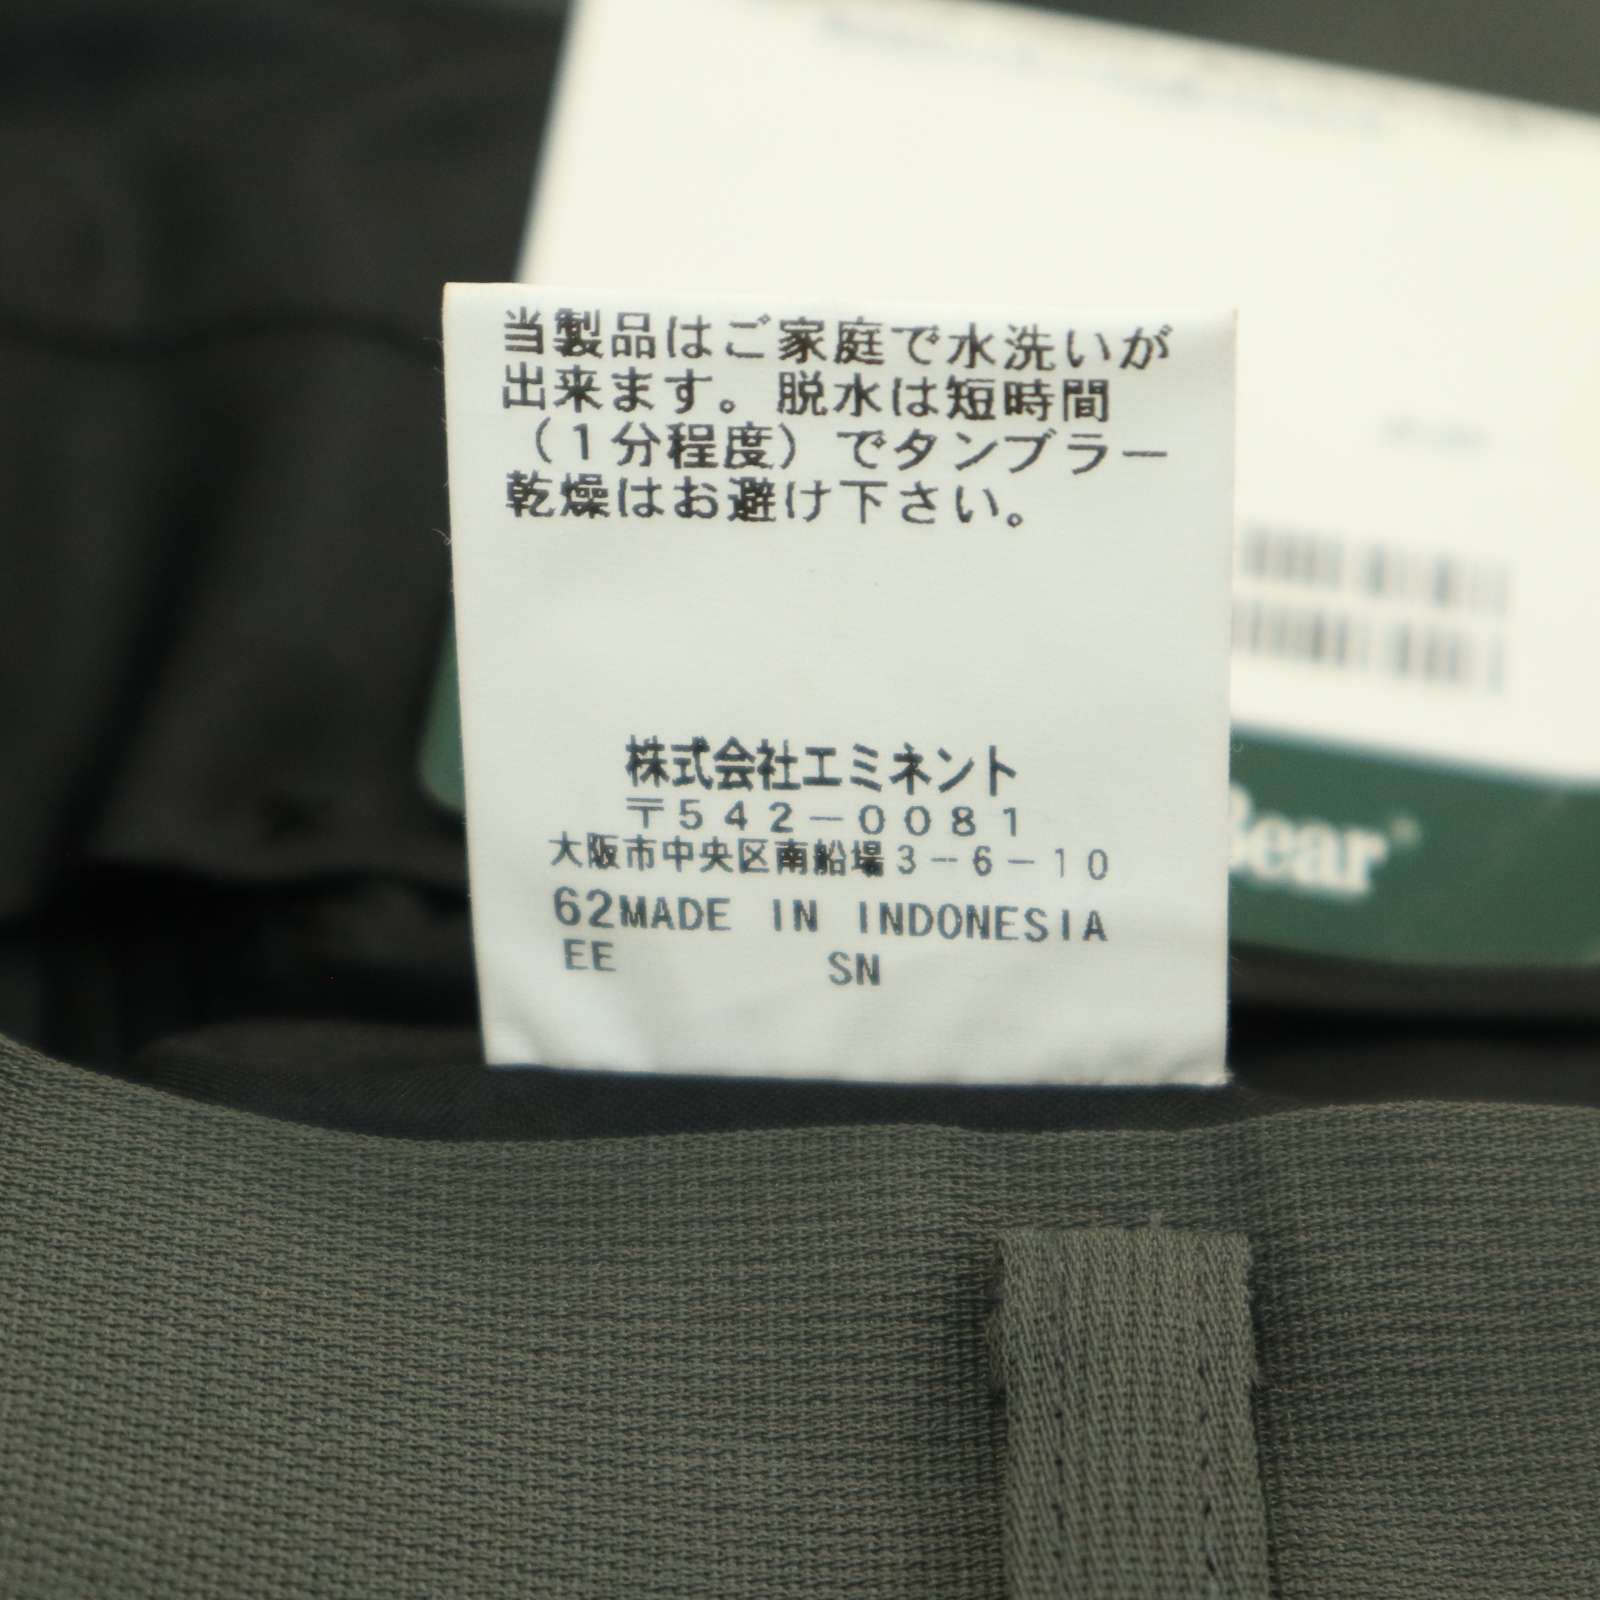 当製品はご家庭で水洗いが
出来ます。脱水は短時間
（１分程度）でタンブラー
乾燥はお避け下さい。
株式会社エミネント
〒５４２－００８１
大阪市中央区南船場３－６－１０
62MADE IN INDONESIA
EE SN
Bear